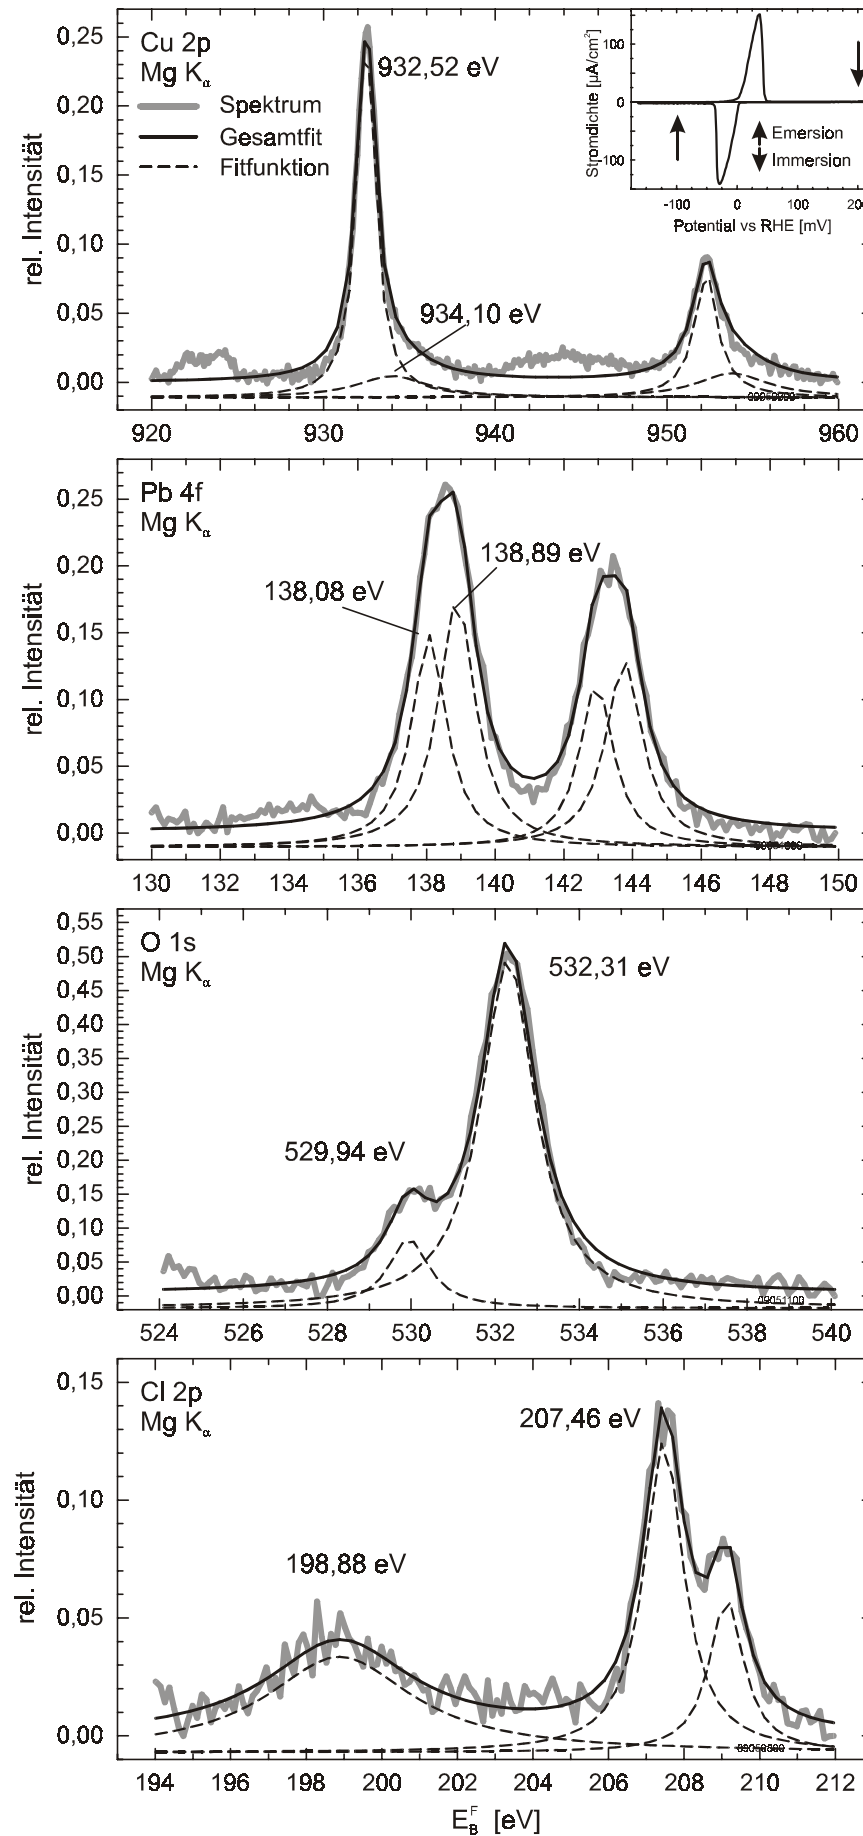 Cu 2p
Mg Kα
Spektrum
Gesamtfit
Fitfunktion
932,52 eV
934,10 eV
rel. Intensität
0,25
0,20
0,15
0,10
0,05
0,00
920
930
940
950
960
Stromdichte [µA/cm²]
100
0
-100
Emersion
Immersion
-100
0
100
200
Potential vs RHE [mV]
Pb 4f
Mg Kα
138,08 eV
138,89 eV
rel. Intensität
0,25
0,20
0,15
0,10
0,05
0,00
130
132
134
136
138
140
142
144
146
148
150
O 1s
Mg Kα
532,31 eV
529,94 eV
rel. Intensität
0,55
0,50
0,45
0,40
0,35
0,30
0,25
0,20
0,15
0,10
0,05
0,00
09051100
524
526
528
530
532
534
536
538
540
Cl 2p
Mg Kα
207,46 eV
198,88 eV
rel. Intensität
0,15
0,10
0,05
0,00
194
196
198
200
202
204
206
208
210
212
E_B^F [eV]